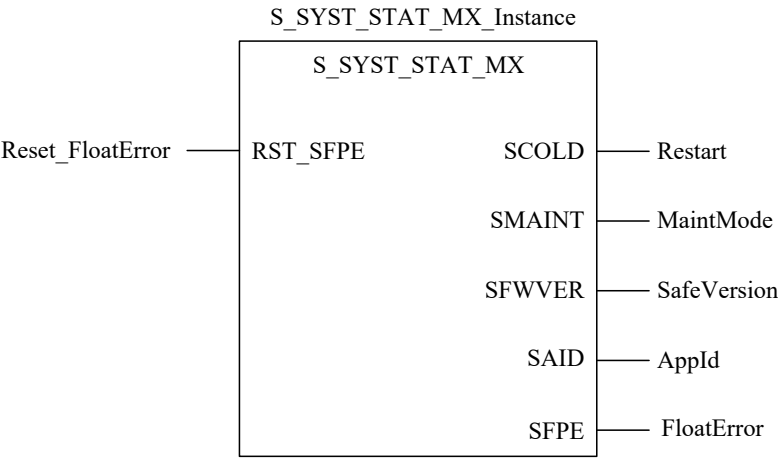 S_SYST_STAT_MX_Instance
S_SYST_STAT_MX
Reset_FloatError RST_SFPE SCOLD Restart
SMAINT MaintMode
SFWVER SafeVersion
SAID AppId
SFPE FloatError